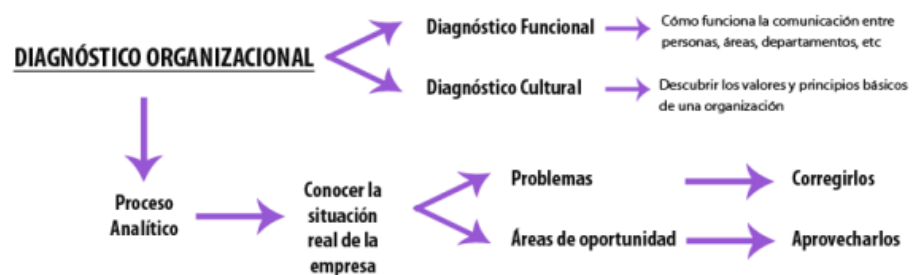 DIAGNÓSTICO ORGANIZACIONAL
Diagnóstico Funcional
Cómo funciona la comunicación entre
personas, áreas, departamentos, etc
Diagnóstico Cultural
Descubrir los valores y principios básicos
de una organización
Proceso
Analítico
Conocer la
situación
real de la
empresa
Problemas
Corregirlos
Áreas de oportunidad
Aprovecharlos